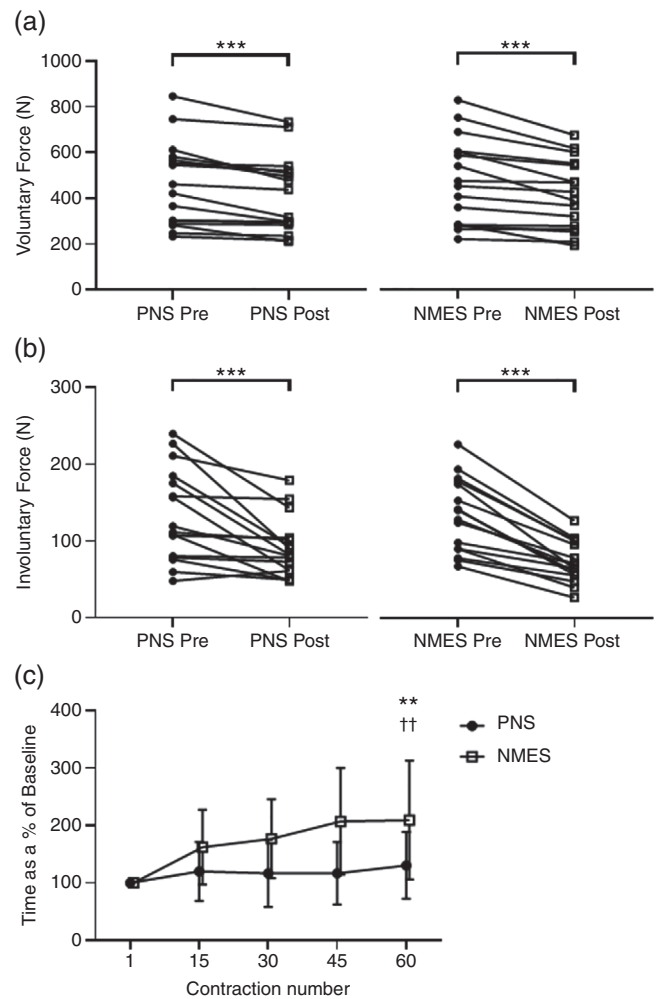 (a)
*** ***
1000
800
600
400
200
0
Voluntary Force (N)
PNS Pre PNS Post NMES Pre NMES Post
(b)
*** ***
300
200
100
0
Involuntary Force (N)
PNS Pre PNS Post NMES Pre NMES Post
(c)
**
††
PNS
NMES
400
300
200
100
0
Time as a % of Baseline
1 15 30 45 60
Contraction number